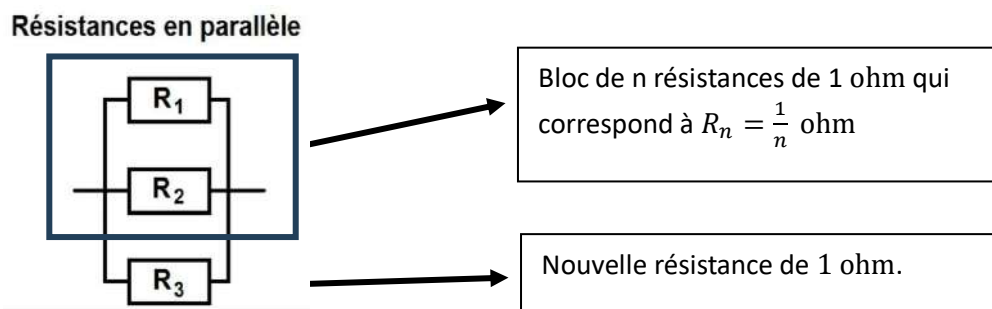 Résistances en parallèle
R₁
R₂
R₃
Bloc de n résistances de 1 ohm qui
correspond à Rₙ = 1/n ohm
Nouvelle résistance de 1 ohm.